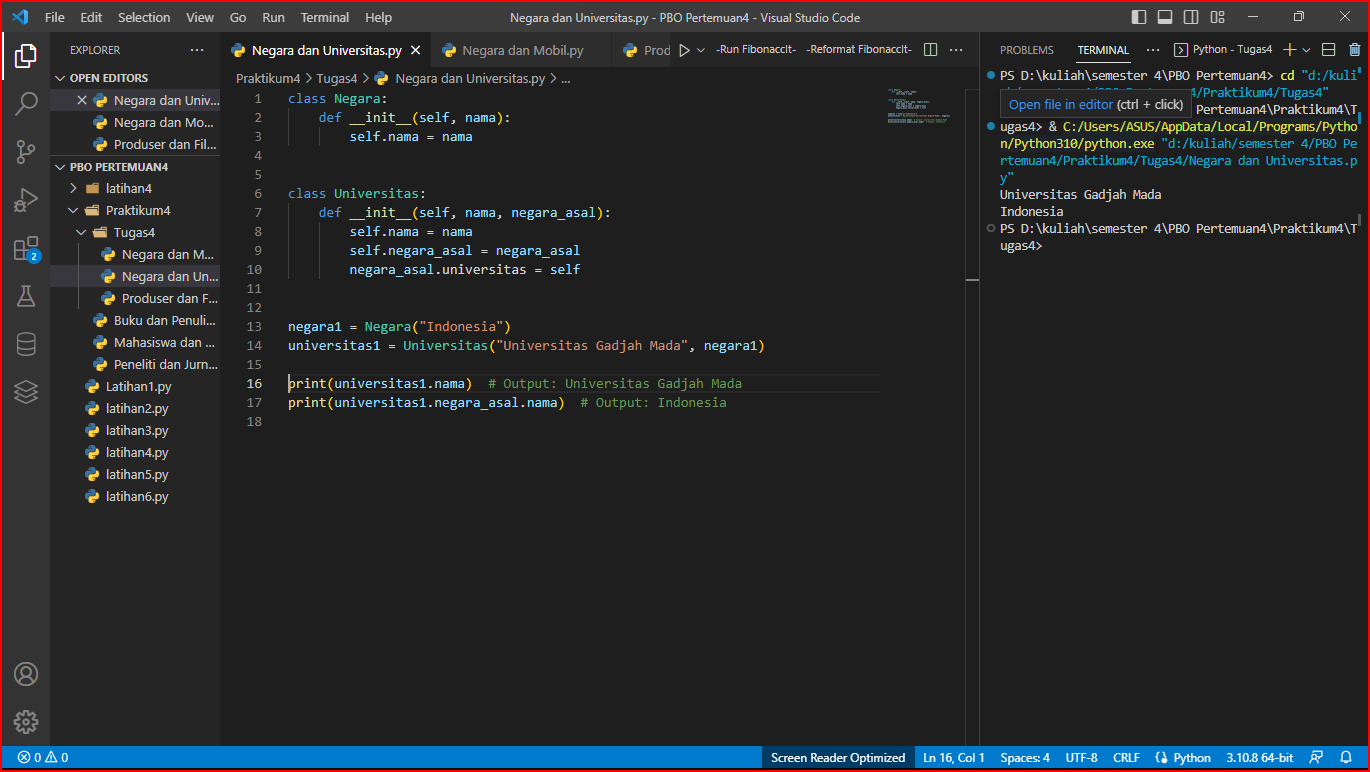 File Edit Selection View Go Run Terminal Help
Negara dan Universitas.py - PBO Pertemuan4 - Visual Studio Code
EXPLORER
OPEN EDITORS
Negara dan Univ...
Negara dan Mo...
Produser dan Fil...
PBO PERTEMUAN4
latihan4
Praktikum4
Tugas4
Negara dan M...
Negara dan Un...
Produser dan F...
Buku dan Penuli...
Mahasiswa dan ...
Peneliti dan Jurn...
Latihan1.py
latihan2.py
latihan3.py
latihan4.py
latihan5.py
latihan6.py
2
Negara dan Universitas.py Negara dan Mobil.py Prod -Run FibonaccIt- -Reformat FibonaccIt-
Praktikum4 > Tugas4 > Negara dan Universitas.py > ...
1 class Negara:
2 def __init__(self, nama):
3 self.nama = nama
4
5
6 class Universitas:
7 def __init__(self, nama, negara_asal):
8 self.nama = nama
9 self.negara_asal = negara_asal
10 negara_asal.universitas = self
11
12
13 negara1 = Negara("Indonesia")
14 universitas1 = Universitas("Universitas Gadjah Mada", negara1)
15
16 print(universitas1.nama) # Output: Universitas Gadjah Mada
17 print(universitas1.negara_asal.nama) # Output: Indonesia
18
PROBLEMS TERMINAL ... Python - Tugas4
PS D:\kuliah\semester 4\PBO Pertemuan4> cd "d:/kuli
4/Praktikum4/Tugas4"
Open file in editor (ctrl + click)
Pertemuan4\Praktikum4\T
ugas4> & C:/Users/ASUS/AppData/Local/Programs/Pytho
n/Python310/python.exe "d:/kuliah/semester 4/PBO Pe
rtemuan4/Praktikum4/Tugas4/Negara dan Universitas.p
y"
Universitas Gadjah Mada
Indonesia
PS D:\kuliah\semester 4\PBO Pertemuan4\Praktikum4\T
ugas4>
0 0 Screen Reader Optimized Ln 16, Col 1 Spaces: 4 UTF-8 CRLF Python 3.10.8 64-bit